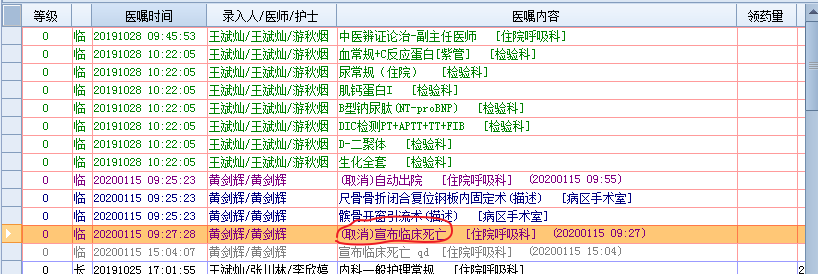 等级 医嘱时间 录入人/医师/护士 医嘱内容 领药量
0 临 20191028 09:45:53 王斌灿/王斌灿/游秋烟 中医辨证论治-副主任医师 [住院呼吸科]
0 临 20191028 10:22:05 王斌灿/王斌灿/游秋烟 血常规+C反应蛋白[紫管] [检验科]
0 临 20191028 10:22:05 王斌灿/王斌灿/游秋烟 尿常规（住院） [检验科]
0 临 20191028 10:22:05 王斌灿/王斌灿/游秋烟 肌钙蛋白I [检验科]
0 临 20191028 10:22:05 王斌灿/王斌灿/游秋烟 B型钠尿肽(NT-proBNP) [检验科]
0 临 20191028 10:22:05 王斌灿/王斌灿/游秋烟 DIC检测PT+APTT+TT+FIB [检验科]
0 临 20191028 10:22:05 王斌灿/王斌灿/游秋烟 D-二聚体 [检验科]
0 临 20191028 10:22:05 王斌灿/王斌灿/游秋烟 生化全套 [检验科]
0 临 20200115 09:25:23 黄剑辉/黄剑辉 (取消)自动出院 [住院呼吸科] (20200115 09:55)
0 临 20200115 09:25:23 黄剑辉/黄剑辉 尺骨骨折闭合复位钢板内固定术(描述) [病区手术室]
0 临 20200115 09:25:23 黄剑辉/黄剑辉 髌骨开窗引流术(描述) [病区手术室]
0 临 20200115 09:27:28 黄剑辉/黄剑辉 (取消)宣布临床死亡 [住院呼吸科] (20200115 09:27)
0 临 20200115 15:04:07 黄剑辉/黄剑辉 宣布临床死亡 qd [住院呼吸科] (20200115 15:04)
0 长 20191025 17:01:55 王斌灿/张川林/李欣婷 内科一般护理常规 [住院呼吸科] 2